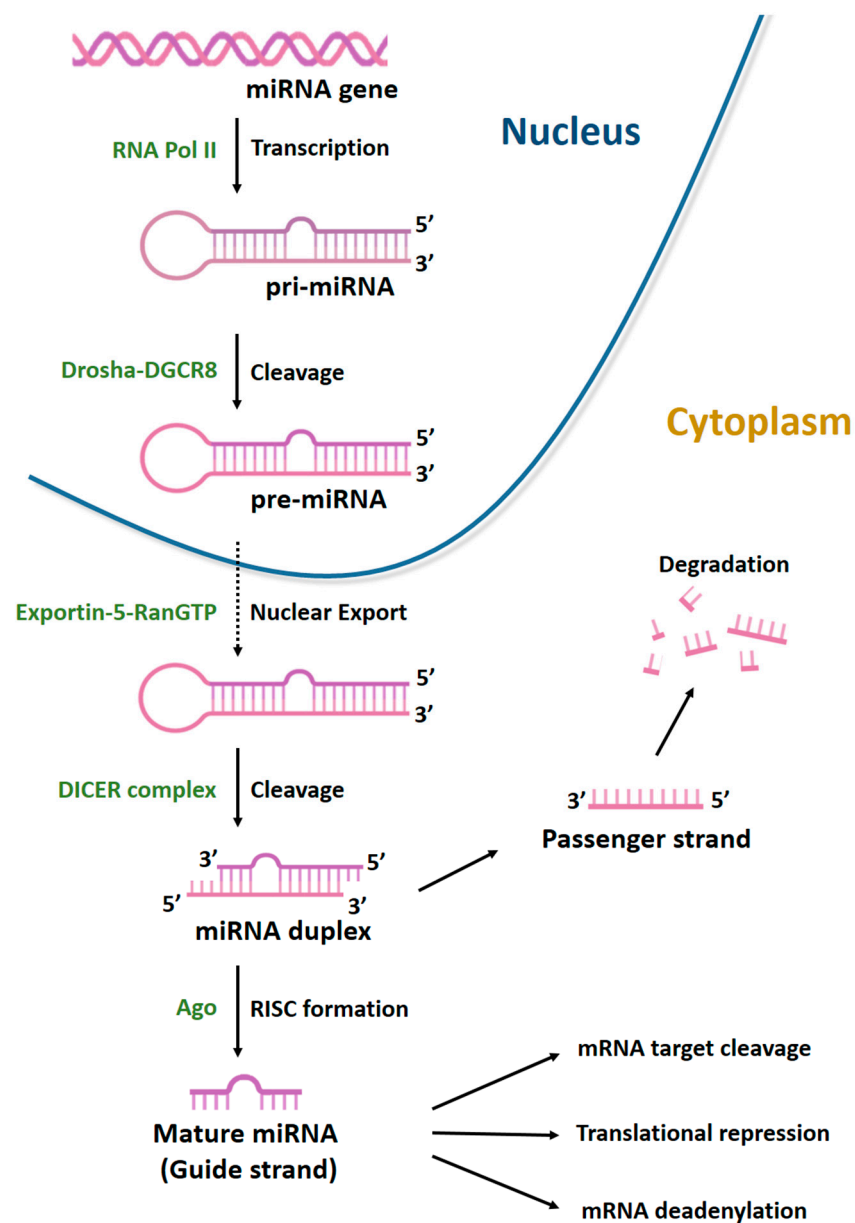 miRNA gene
Nucleus
RNA Pol II
Transcription
5’
3’
pri-miRNA
Drosha-DGCR8
Cleavage
Cytoplasm
5’
3’
pre-miRNA
Degradation
Exportin-5-RanGTP
Nuclear Export
5’
3’
DICER complex
Cleavage
3’ 5’
Passenger strand
3’ 5’
5’ 3’
miRNA duplex
Ago
RISC formation
mRNA target cleavage
Mature miRNA
(Guide strand)
Translational repression
mRNA deadenylation